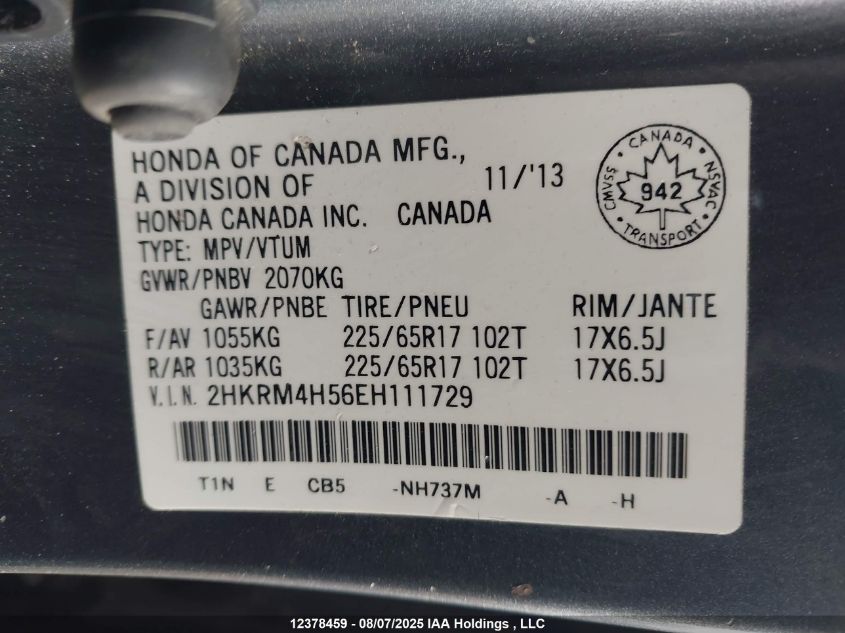 HONDA OF CANADA MFG.,
A DIVISION OF 11/'13
HONDA CANADA INC. CANADA
TYPE: MPV/VTUM
GVWR/PNBV 2070KG
GAWR/PNBE TIRE/PNEU RIM/JANTE
F/AV 1055KG 225/65R17 102T 17X6.5J
R/AR 1035KG 225/65R17 102T 17X6.5J
V.I.N. 2HKRM4H56EH111729
T1N E CB5 -NH737M -A -H
CANADA
CMVSS 942 NSVAC
TRANSPORT
12378459 - 08/07/2025 IAA Holdings , LLC